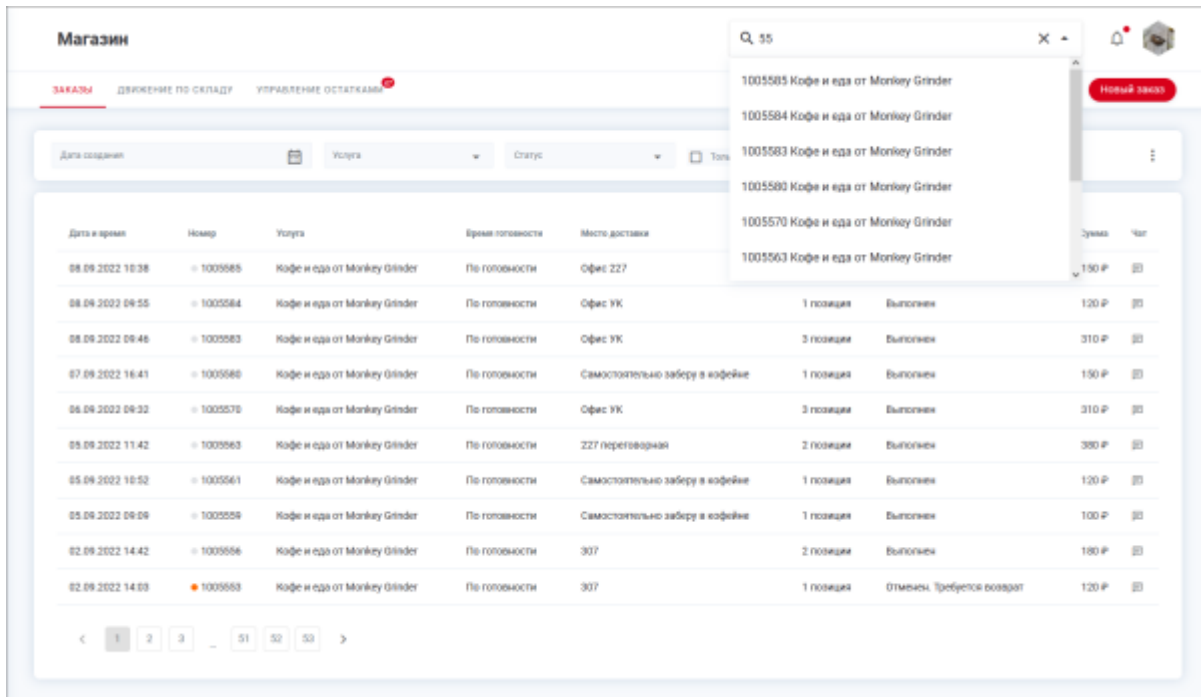 Магазин
55
ЗАКАЗЫ ДВИЖЕНИЕ ПО СКЛАДУ УПРАВЛЕНИЕ ОСТАТКАМИ
Новый заказ
1005585 Кофе и еда от Monkey Grinder
1005584 Кофе и еда от Monkey Grinder
1005583 Кофе и еда от Monkey Grinder
1005580 Кофе и еда от Monkey Grinder
1005570 Кофе и еда от Monkey Grinder
1005563 Кофе и еда от Monkey Grinder
Дата создания Услуга Статус
Дата и время Номер Услуга Время готовности Место доставки Сумма Чат
08.09.2022 10:38 1005585 Кофе и еда от Monkey Grinder По готовности Офис 227 150 ₽
08.09.2022 09:55 1005584 Кофе и еда от Monkey Grinder По готовности Офис УК 1 позиция Выполнен 120 ₽
08.09.2022 09:46 1005583 Кофе и еда от Monkey Grinder По готовности Офис УК 3 позиции Выполнен 310 ₽
07.09.2022 16:41 1005580 Кофе и еда от Monkey Grinder По готовности Самостоятельно заберу в кофейне 1 позиция Выполнен 150 ₽
06.09.2022 09:32 1005570 Кофе и еда от Monkey Grinder По готовности Офис УК 3 позиции Выполнен 310 ₽
05.09.2022 11:42 1005563 Кофе и еда от Monkey Grinder По готовности 227 переговорная 2 позиции Выполнен 380 ₽
05.09.2022 10:52 1005561 Кофе и еда от Monkey Grinder По готовности Самостоятельно заберу в кофейне 1 позиция Выполнен 120 ₽
05.09.2022 09:09 1005559 Кофе и еда от Monkey Grinder По готовности Самостоятельно заберу в кофейне 1 позиция Выполнен 100 ₽
02.09.2022 14:42 1005556 Кофе и еда от Monkey Grinder По готовности 307 2 позиции Выполнен 180 ₽
02.09.2022 14:03 1005553 Кофе и еда от Monkey Grinder По готовности 307 1 позиция Отменен. Требуется возврат 120 ₽
1 2 3 ... 51 52 53